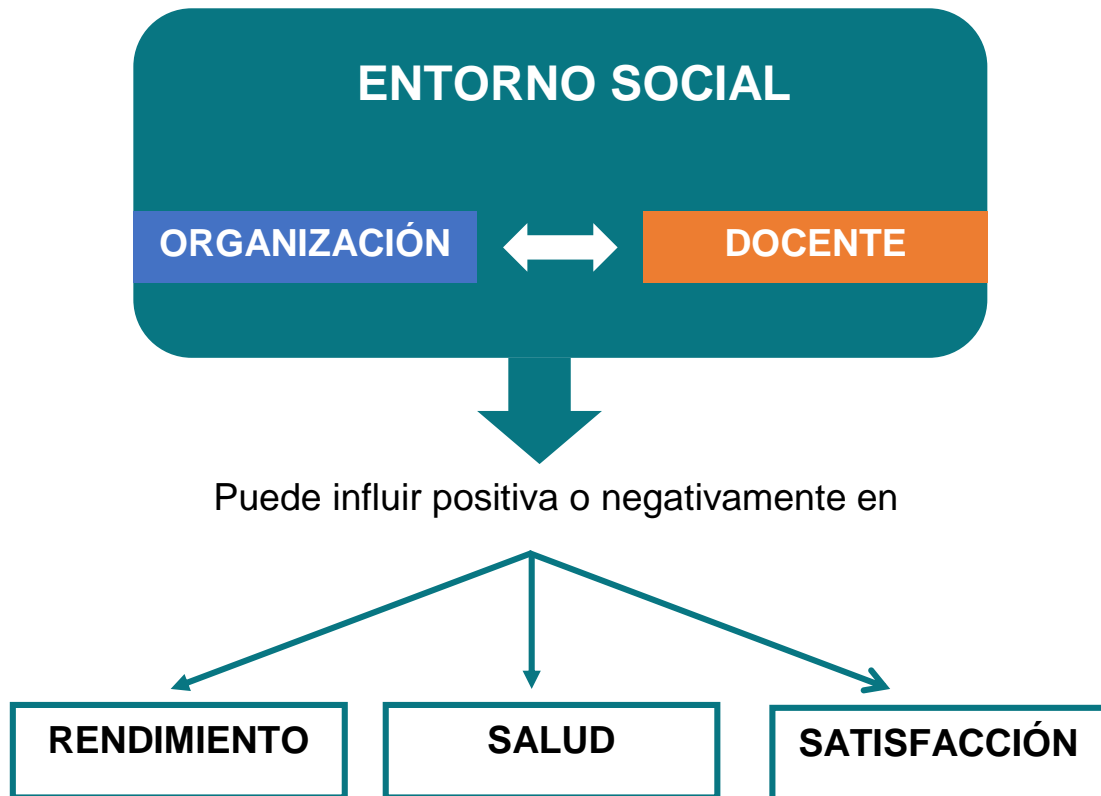 ENTORNO SOCIAL
ORGANIZACIÓN
DOCENTE
Puede influir positiva o negativamente en
RENDIMIENTO
SALUD
SATISFACCIÓN